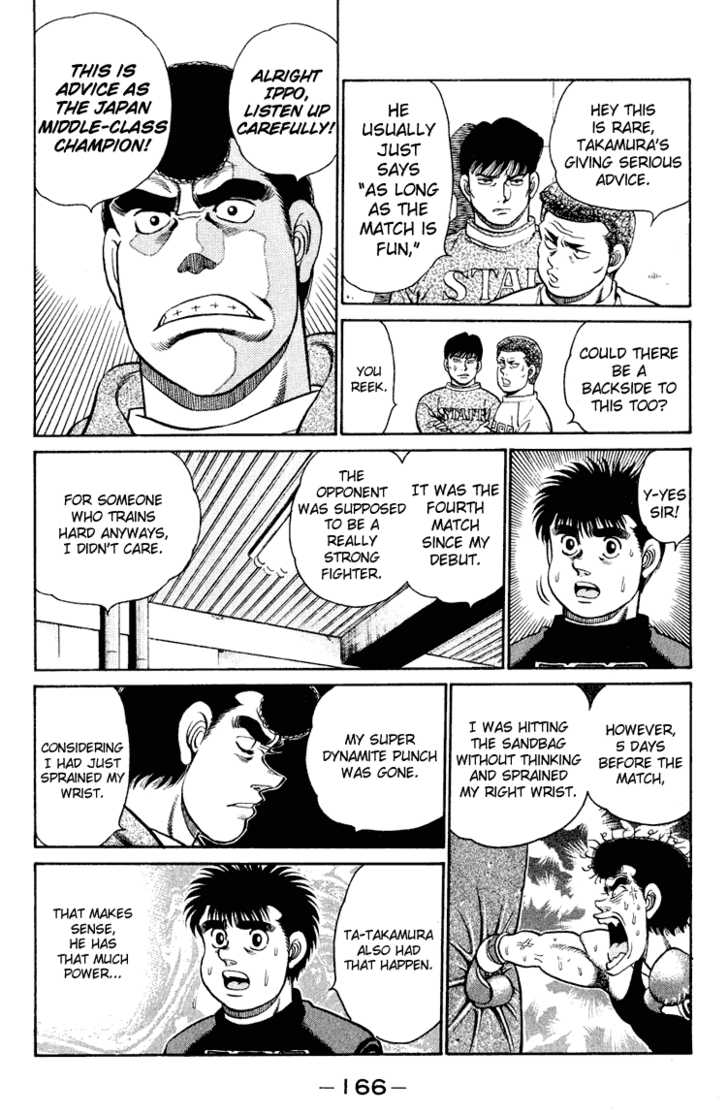 ALRIGHT
IPPO,
LISTEN UP
CAREFULLY!
THIS IS
ADVICE AS
THE JAPAN
MIDDLE-CLASS
CHAMPION!
HEY THIS
IS RARE,
TAKAMURA'S
GIVING SERIOUS
ADVICE.
HE
USUALLY
JUST
SAYS
"AS LONG
AS THE
MATCH IS
FUN,"
STAFF
COULD THERE
BE A
BACKSIDE TO
THIS TOO?
YOU
REEK.
STAFF
Y-YES
SIR!
IT WAS THE
FOURTH
MATCH
SINCE MY
DEBUT.
THE
OPPONENT
WAS SUPPOSED
TO BE A
REALLY
STRONG
FIGHTER.
FOR SOMEONE
WHO TRAINS
HARD ANYWAYS,
I DIDN'T CARE.
HOWEVER,
5 DAYS
BEFORE THE
MATCH,
I WAS HITTING
THE SANDBAG
WITHOUT THINKING
AND SPRAINED
MY RIGHT WRIST.
MY SUPER
DYNAMITE PUNCH
WAS GONE.
CONSIDERING
I HAD JUST
SPRAINED MY
WRIST.
TA-TAKAMURA
ALSO HAD
THAT HAPPEN.
THAT MAKES
SENSE,
HE HAS
THAT MUCH
POWER...
- 166 -